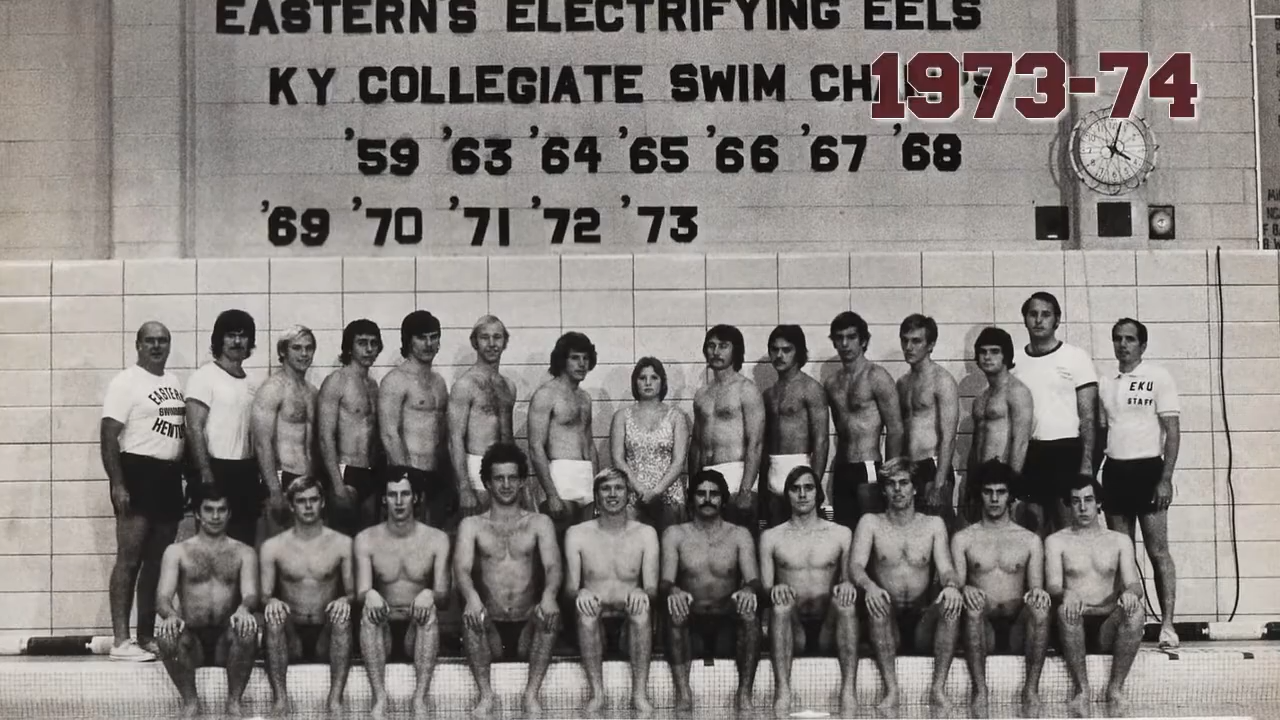 EASTERN'S ELECTRIFYING EELS
KY COLLEGIATE SWIM
1973-74
'59 '63 '64 '65 '66 '67 '68
'69 '70 '71 '72 '73
EASTERN
EKU
STAFF